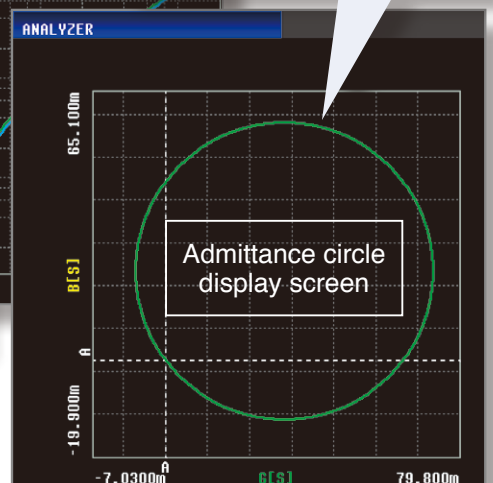 ANALYZER
65.100m
Admittance circle
display screen
B[S]
A
-19.900m
A
-7.0300m
G[S]
79.800m